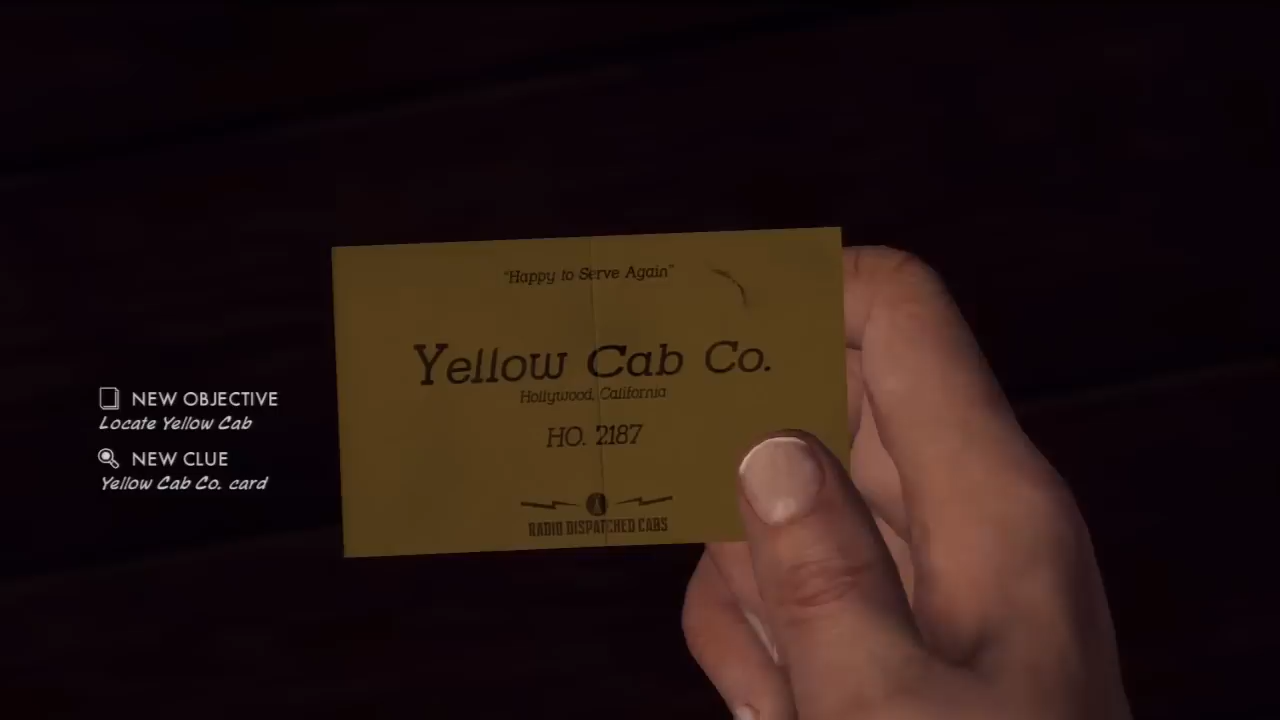 "Happy to Serve Again"
Yellow Cab Co.
Hollywood, California
HO. 2187
RADIO DISPATCHED CABS
NEW OBJECTIVE
Locate Yellow Cab
NEW CLUE
Yellow Cab Co. card